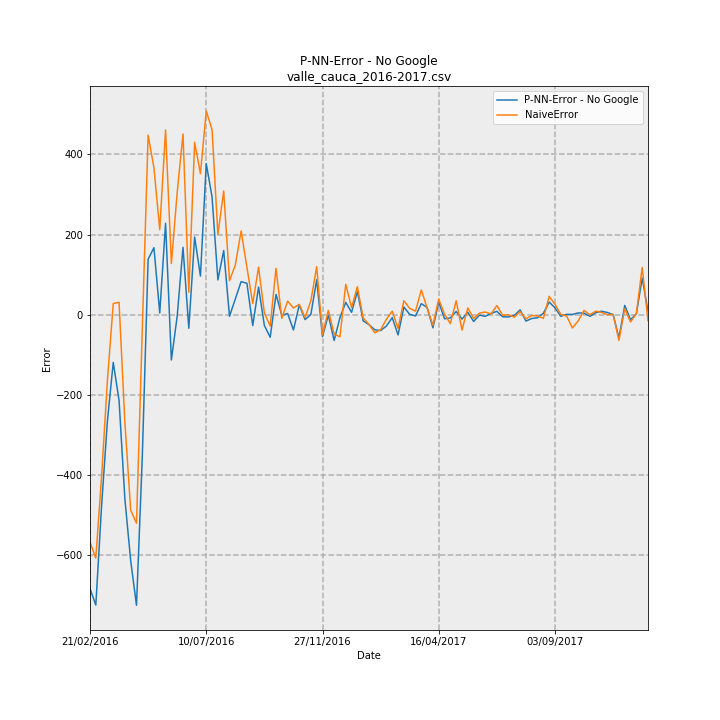 P-NN-Error - No Google
valle_cauca_2016-2017.csv
P-NN-Error - No Google
NaiveError
400
200
0
−200
−400
−600
Error
21/02/2016
10/07/2016
27/11/2016
16/04/2017
03/09/2017
Date